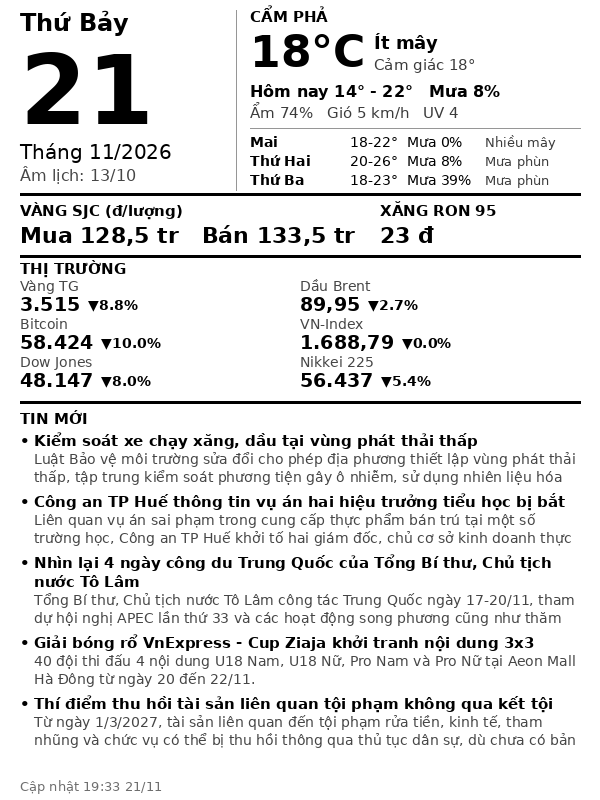 Thứ Bảy
21
Tháng 11/2026
Âm lịch: 13/10
CẨM PHẢ
18°C Ít mây
Cảm giác 18°
Hôm nay 14° - 22° Mưa 8%
Ẩm 74% Gió 5 km/h UV 4
Mai 18-22° Mưa 0% Nhiều mây
Thứ Hai 20-26° Mưa 8% Mưa phùn
Thứ Ba 18-23° Mưa 39% Mưa phùn
VÀNG SJC (đ/lượng)
Mua 128,5 tr Bán 133,5 tr
XĂNG RON 95
23 đ
THỊ TRƯỜNG
Vàng TG
3.515 ▼8.8%
Dầu Brent
89,95 ▼2.7%
Bitcoin
58.424 ▼10.0%
VN-Index
1.688,79 ▼0.0%
Dow Jones
48.147 ▼8.0%
Nikkei 225
56.437 ▼5.4%
TIN MỚI
• Kiểm soát xe chạy xăng, dầu tại vùng phát thải thấp
Luật Bảo vệ môi trường sửa đổi cho phép địa phương thiết lập vùng phát thải
thấp, tập trung kiểm soát phương tiện gây ô nhiễm, sử dụng nhiên liệu hóa
• Công an TP Huế thông tin vụ án hai hiệu trưởng tiểu học bị bắt
Liên quan vụ án sai phạm trong cung cấp thực phẩm bán trú tại một số
trường học, Công an TP Huế khởi tố hai giám đốc, chủ cơ sở kinh doanh thực
• Nhìn lại 4 ngày công du Trung Quốc của Tổng Bí thư, Chủ tịch
nước Tô Lâm
Tổng Bí thư, Chủ tịch nước Tô Lâm công tác Trung Quốc ngày 17-20/11, tham
dự hội nghị APEC lần thứ 33 và các hoạt động song phương cũng như thăm
• Giải bóng rổ VnExpress - Cup Ziaja khởi tranh nội dung 3x3
40 đội thi đấu 4 nội dung U18 Nam, U18 Nữ, Pro Nam và Pro Nữ tại Aeon Mall
Hà Đông từ ngày 20 đến 22/11.
• Thí điểm thu hồi tài sản liên quan tội phạm không qua kết tội
Từ ngày 1/3/2027, tài sản liên quan đến tội phạm rửa tiền, kinh tế, tham
nhũng và chức vụ có thể bị thu hồi thông qua thủ tục dân sự, dù chưa có bản
Cập nhật 19:33 21/11